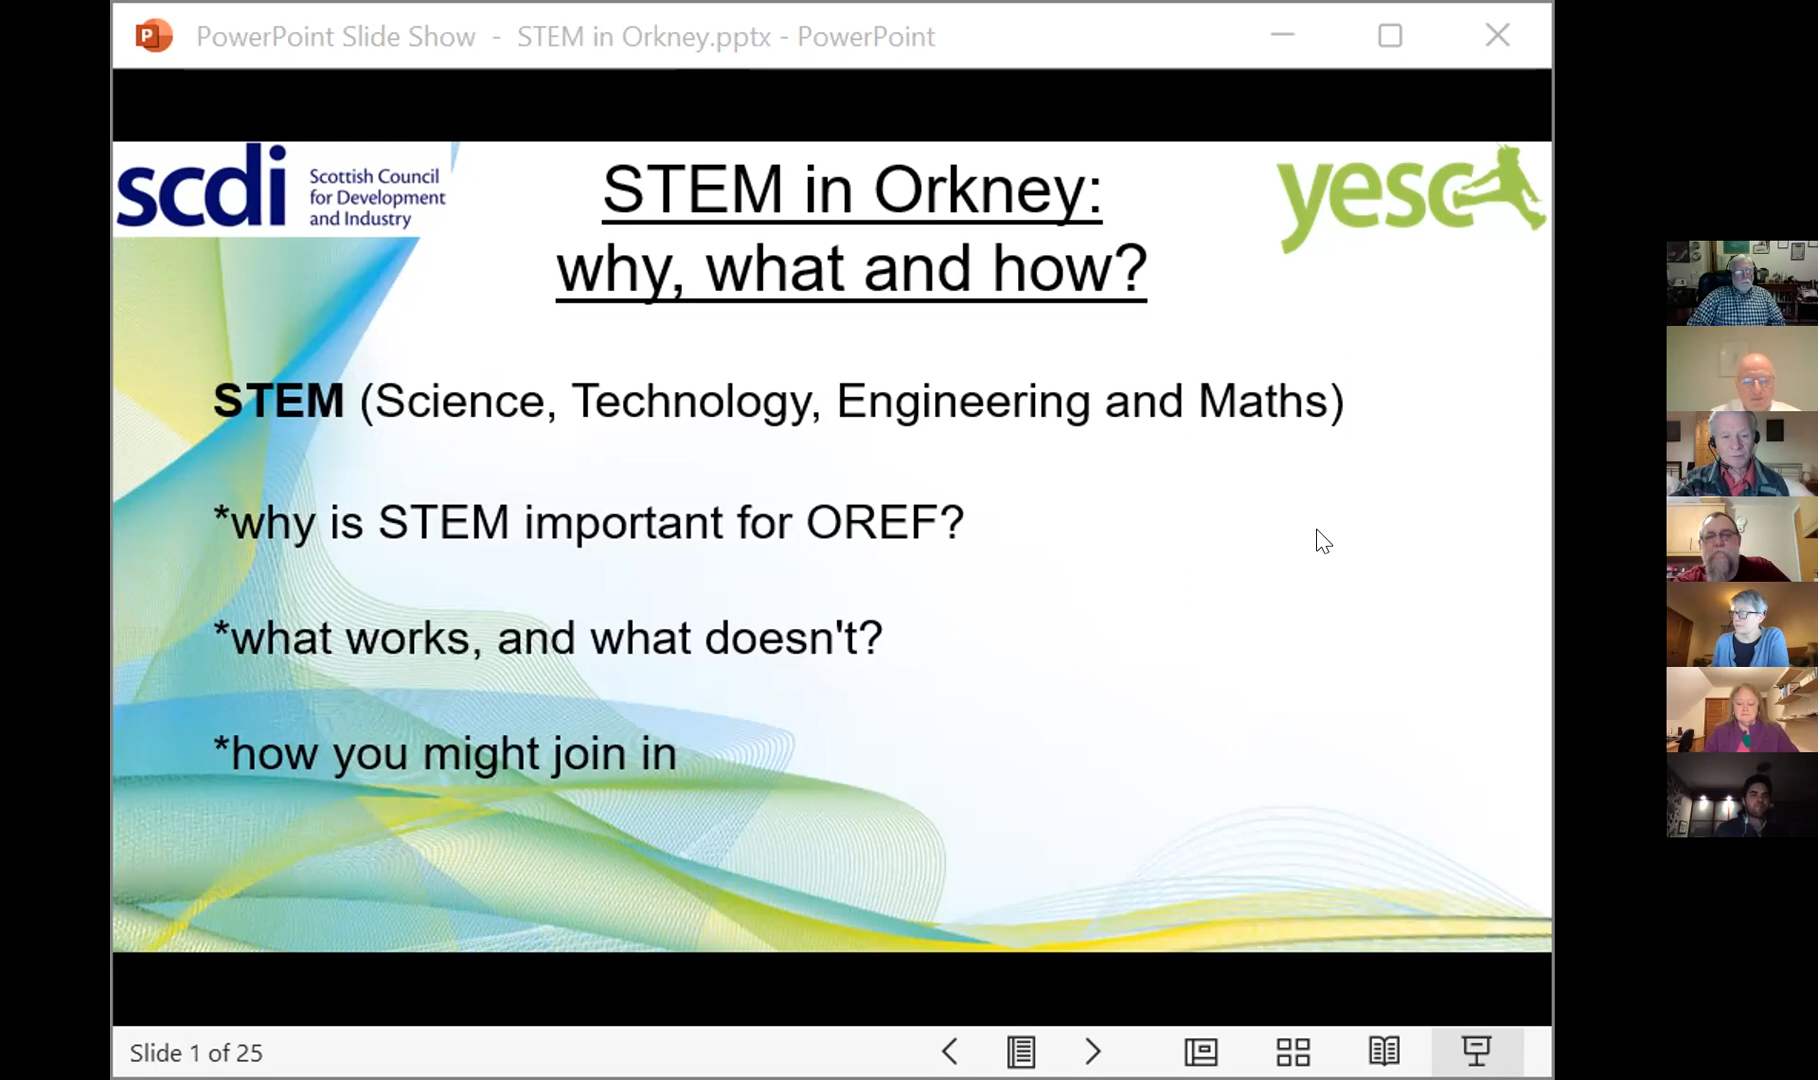 PowerPoint Slide Show - STEM in Orkney.pptx - PowerPoint
scdi
Scottish Council
for Development
and Industry
STEM in Orkney:
why, what and how?
yesc
STEM (Science, Technology, Engineering and Maths)
*why is STEM important for OREF?
*what works, and what doesn't?
*how you might join in
Slide 1 of 25